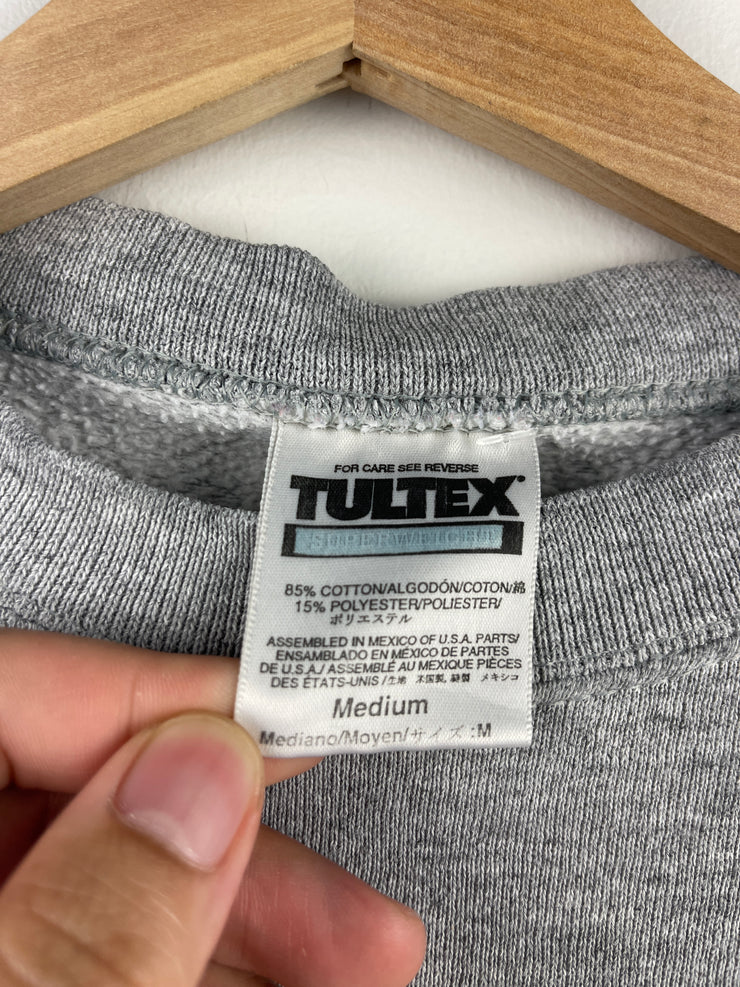 FOR CARE SEE REVERSE
TULTEX
SUPERWEIGHT
85% COTTON/ALGODÓN/COTON/綿
15% POLYESTER/POLIESTER/
ポリエステル
ASSEMBLED IN MEXICO OF U.S.A. PARTS/
ENSAMBLADO EN MÉXICO DE PARTES
DE U.S.A./ ASSEMBLÉ AU MEXIQUE PIÈCES
DES ÉTATS-UNIS /生地 米国製, 縫製 メキシコ
Medium
Mediano/Moyen/サイズ :M